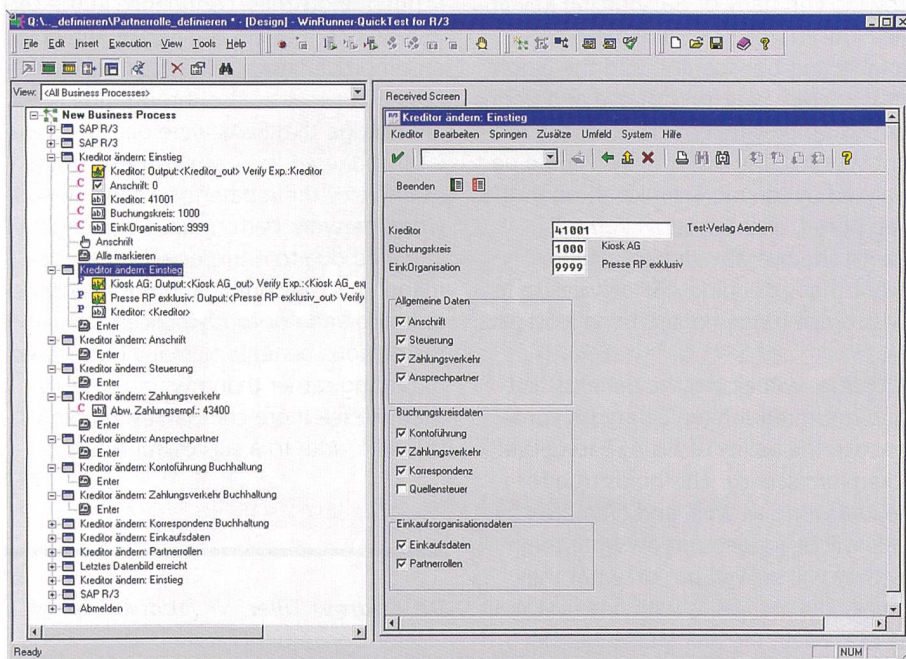 Q:\.._definieren\Partnerrolle_definieren * - [Design] - WinRunner-QuickTest for R/3
File Edit Insert Execution View Tools Help
View: <All Business Processes>
New Business Process
SAP R/3
SAP R/3
Kreditor ändern: Einstieg
C Kreditor: Output:<Kreditor_out> Verify Exp.:Kreditor
C Anschrift: 0
C Kreditor: 41001
C Buchungskreis: 1000
C EinkOrganisation: 9999
Anschrift
Alle markieren
Kreditor ändern: Einstieg
P Kiosk AG: Output:<Kiosk AG_out> Verify Exp.:<Kiosk AG_exp
P Presse RP exklusiv: Output:<Presse RP exklusiv_out> Verify
P Kreditor: <Kreditor>
Enter
Kreditor ändern: Anschrift
Enter
Kreditor ändern: Steuerung
Enter
Kreditor ändern: Zahlungsverkehr
C Abw. Zahlungsempf.: 43400
Enter
Kreditor ändern: Ansprechpartner
Enter
Kreditor ändern: Kontoführung Buchhaltung
Enter
Kreditor ändern: Zahlungsverkehr Buchhaltung
Enter
Kreditor ändern: Korrespondenz Buchhaltung
Kreditor ändern: Einkaufsdaten
Kreditor ändern: Partnerrollen
Letztes Datenbild erreicht
Kreditor ändern: Einstieg
SAP R/3
Abmelden
Received Screen
Kreditor ändern: Einstieg
Kreditor Bearbeiten Springen Zusätze Umfeld System Hilfe
Beenden
Kreditor 41001 Test-Verlag Aendern
Buchungskreis 1000 Kiosk AG
EinkOrganisation 9999 Presse RP exklusiv
Allgemeine Daten
Anschrift
Steuerung
Zahlungsverkehr
Ansprechpartner
Buchungskreisdaten
Kontoführung
Zahlungsverkehr
Korrespondenz
Quellensteuer
Einkaufsorganisationsdaten
Einkaufsdaten
Partnerrollen
Ready NUM